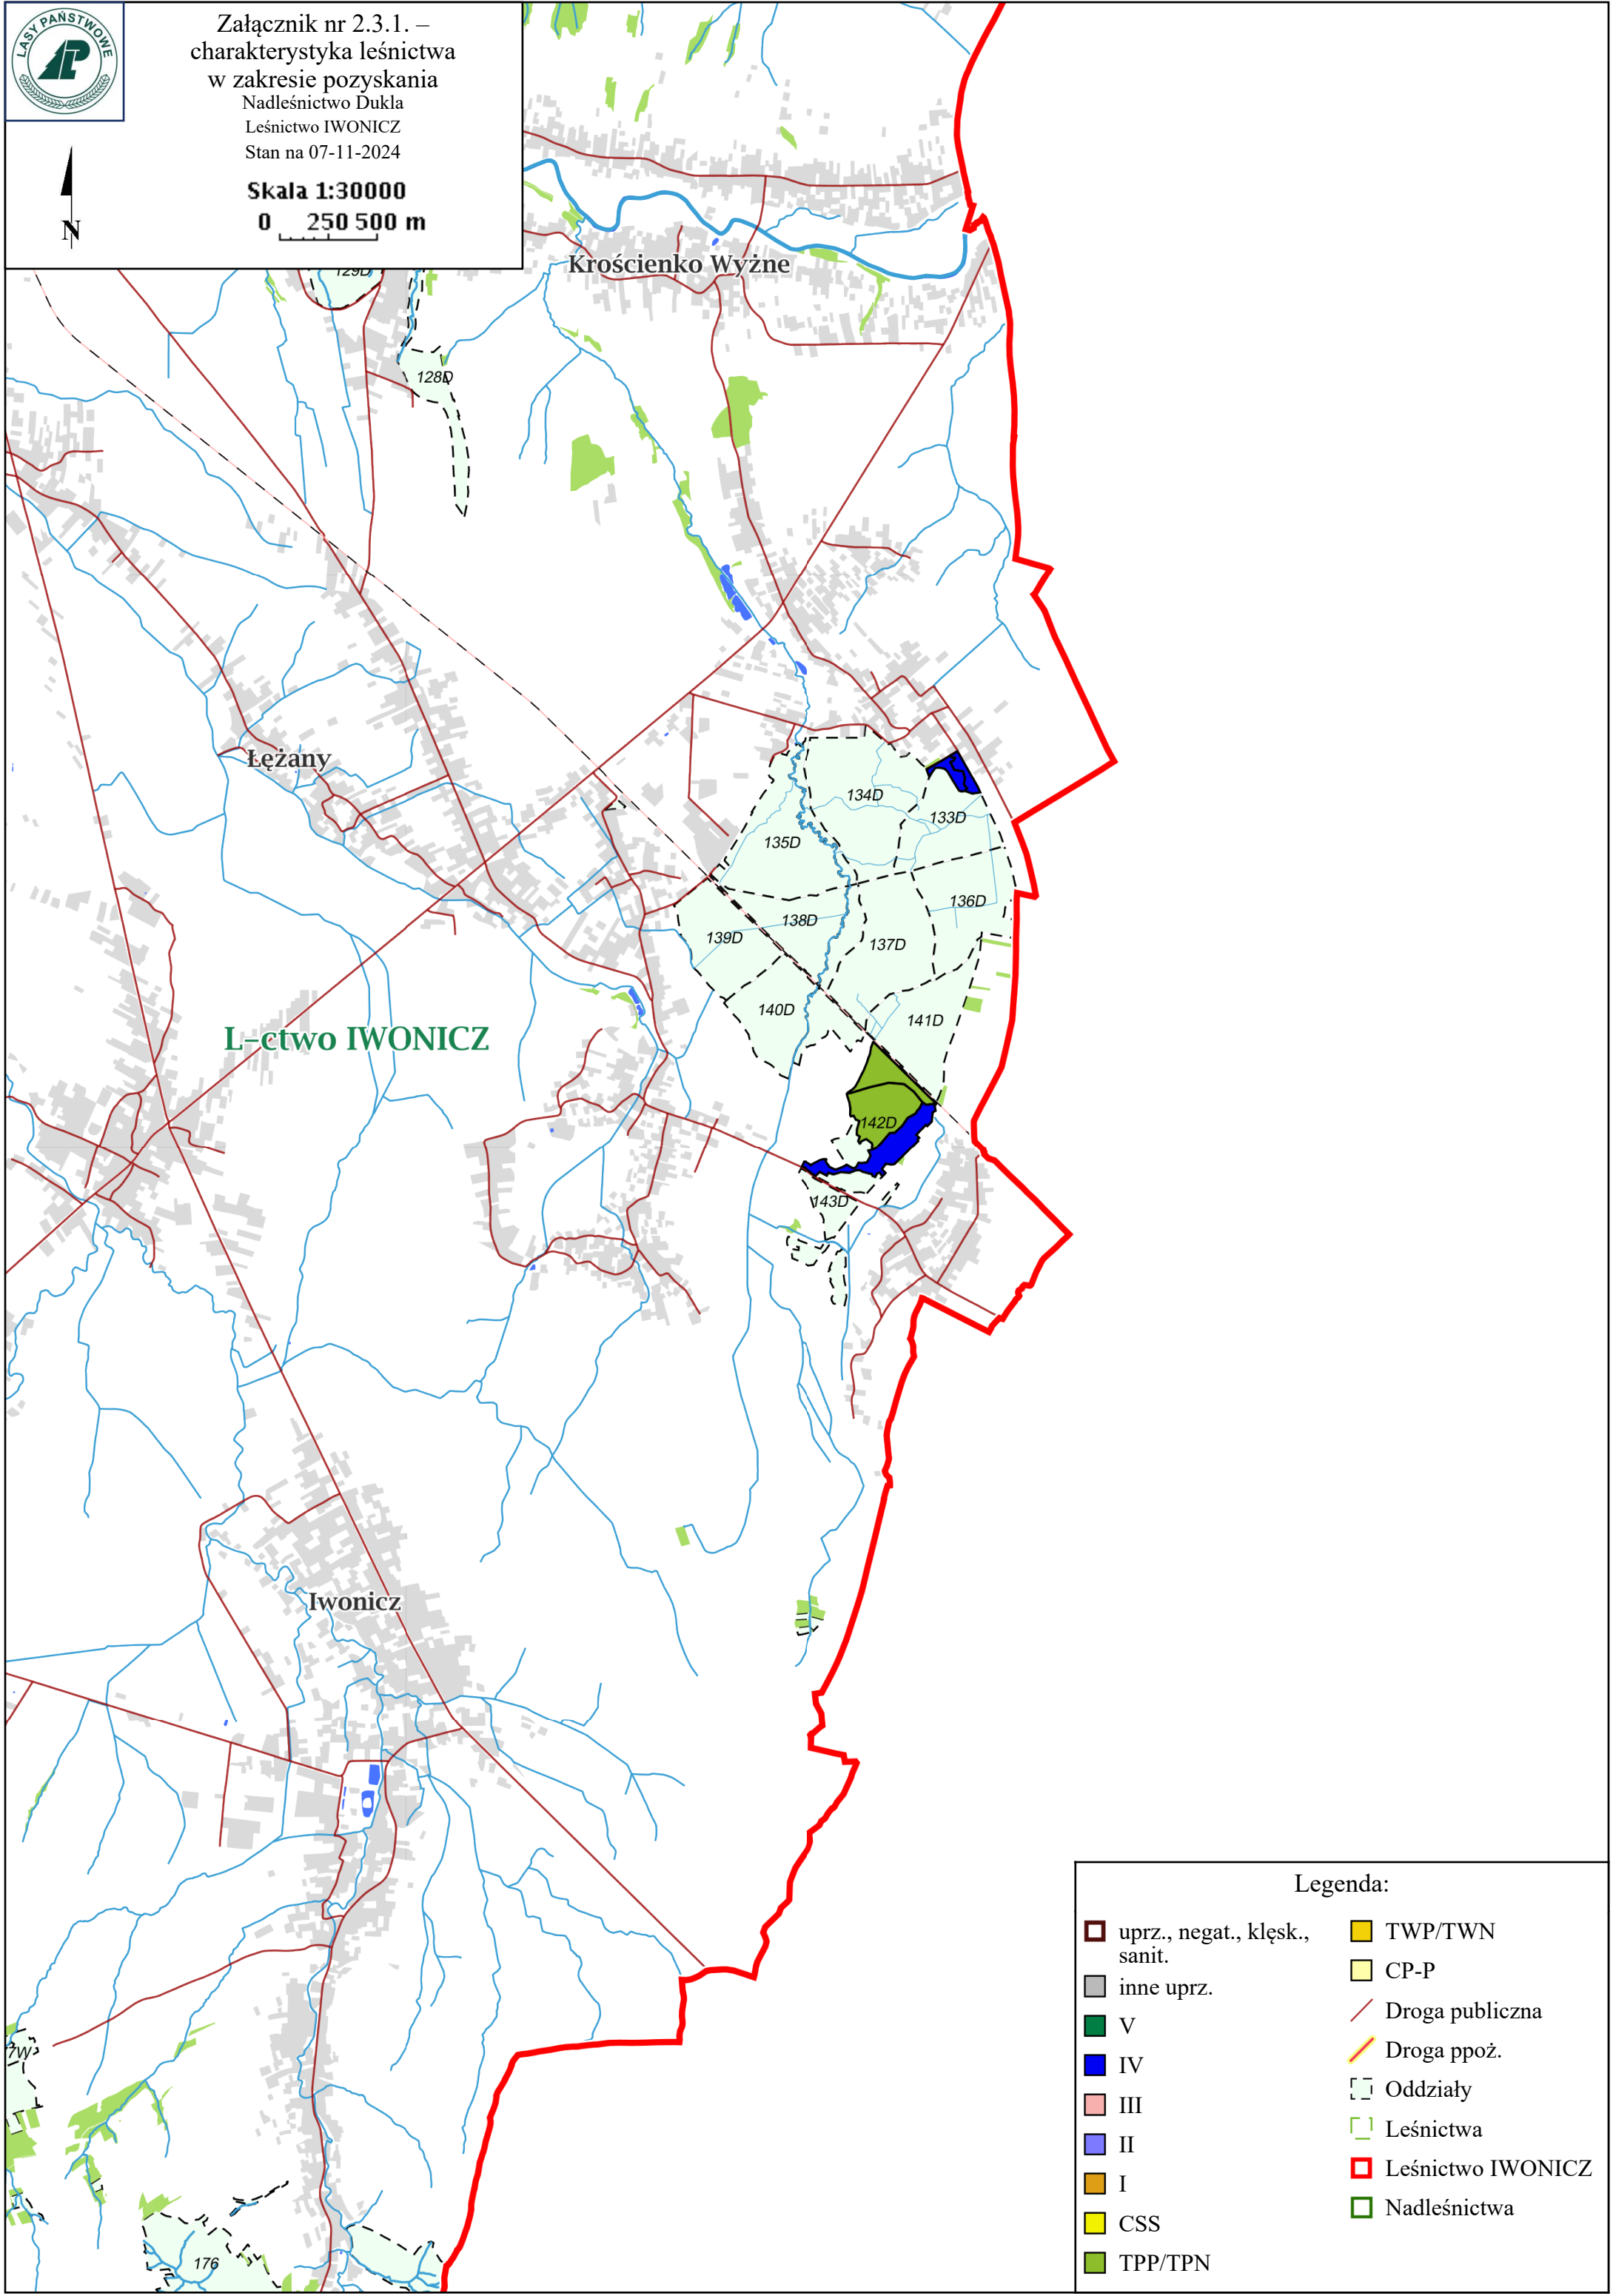 LASY PAŃSTWOWE
Załącznik nr 2.3.1. –
charakterystyka leśnictwa
w zakresie pozyskania
Nadleśnictwo Dukla
Leśnictwo IWONICZ
Stan na 07-11-2024
Skala 1:30000
0 250 500 m
N
129D
Krościenko Wyżne
128D
Łężany
134D
133D
135D
136D
138D
139D
137D
140D
141D
L-ctwo IWONICZ
142D
143D
Iwonicz
7W
176
Legenda:
uprz., negat., klęsk.,
sanit.
inne uprz.
V
IV
III
II
I
CSS
TPP/TPN
TWP/TWN
CP-P
Droga publiczna
Droga ppoż.
Oddziały
Leśnictwa
Leśnictwo IWONICZ
Nadleśnictwa